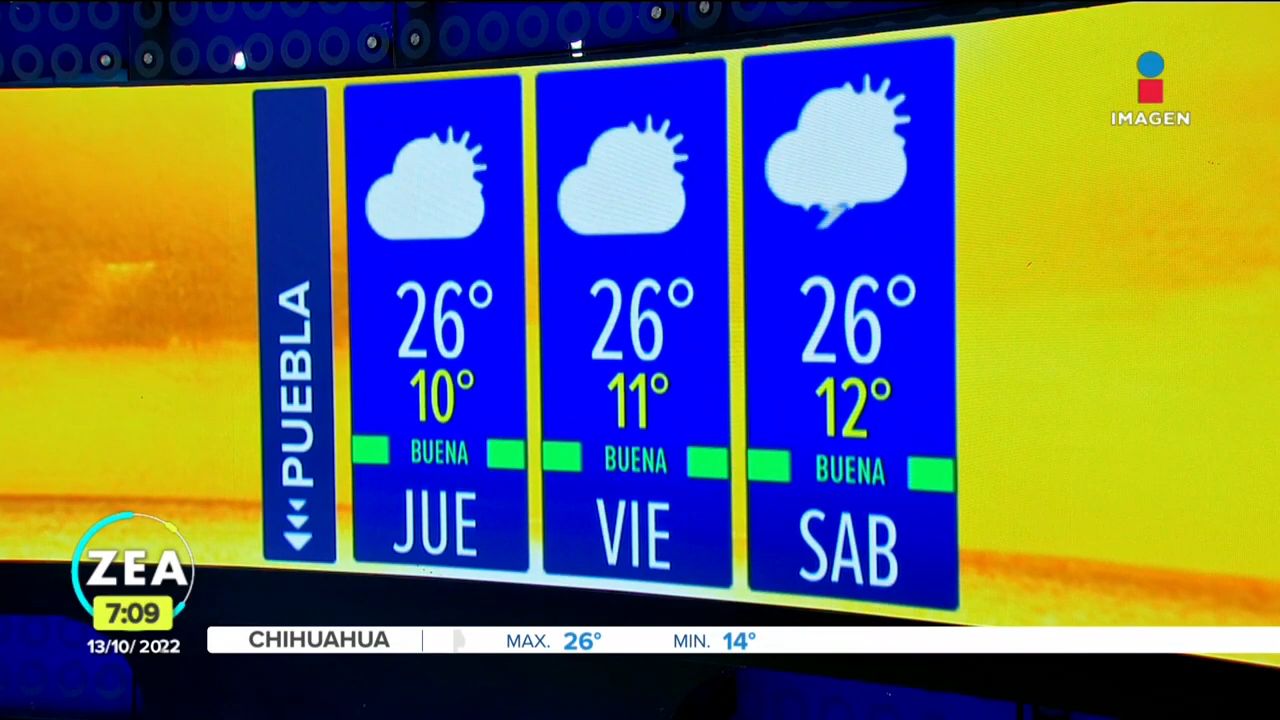 IMAGEN
PUEBLA
26° 26° 26°
10° 11° 12°
BUENA BUENA BUENA
JUE VIE SAB
ZEA
7:09
13/10/2022
CHIHUAHUA MAX. 26° MIN. 14°